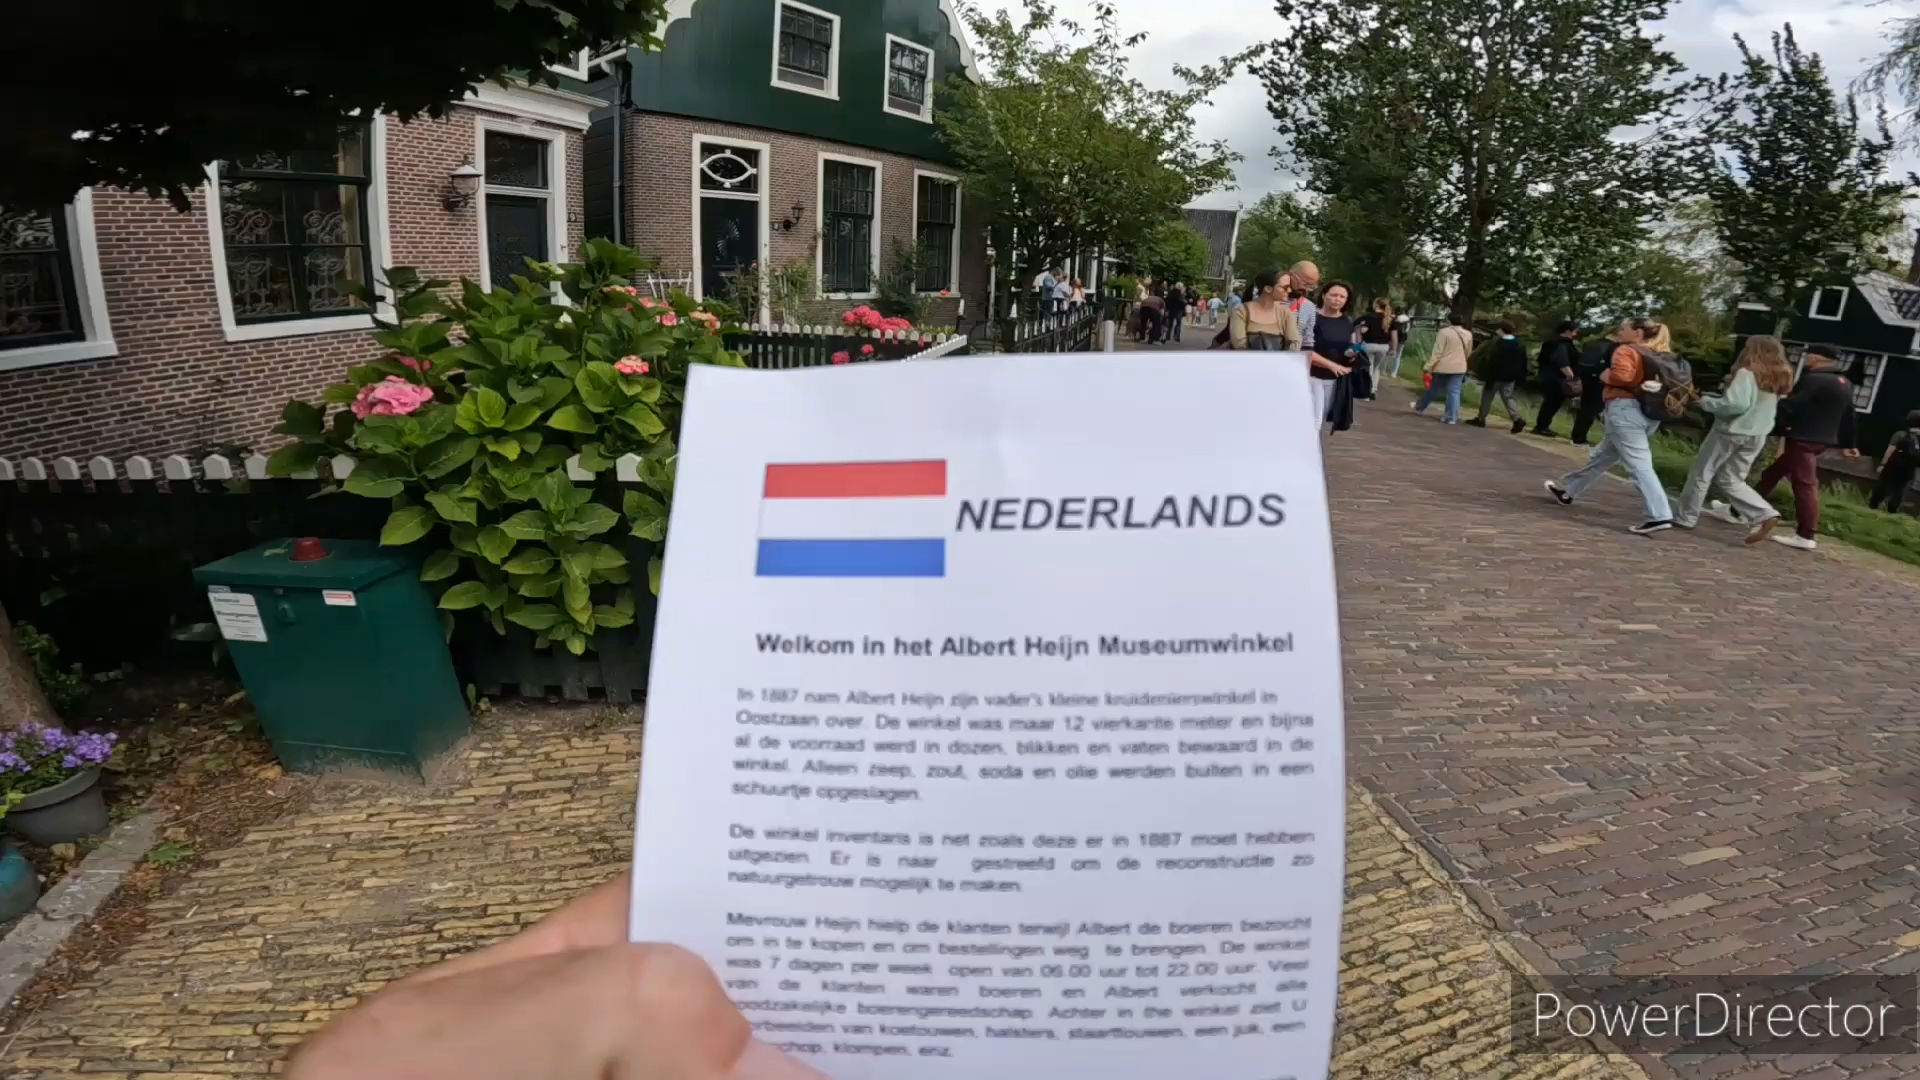 NEDERLANDS
Welkom in het Albert Heijn Museumwinkel
In 1887 nam Albert Heijn zijn vader's kleine kruidenierswinkel in
Oostzaan over. De winkel was maar 12 vierkante meter en bijna
al de voorraad werd in dozen, blikken en vaten bewaard in de
winkel. Alleen zeep, zout, soda en olie werden buiten in een
schuurtje opgeslagen.
De winkel inventaris is net zoals deze er in 1887 moet hebben
uitgezien. Er is naar gestreefd om de reconstructie zo
natuurgetrouw mogelijk te maken.
Mevrouw Heijn hielp de klanten terwijl Albert de boeren bezocht
om in te kopen en om bestellingen weg te brengen. De winkel
was 7 dagen per week open van 06.00 uur tot 22.00 uur. Veel
van de klanten waren boeren en Albert verkocht alle
noodzakelijke boerengereedschap. Achter in the winkel ziet U
van koetouwen, halsters, staarttouwen, een juk, een
klompen, enz.
PowerDirector